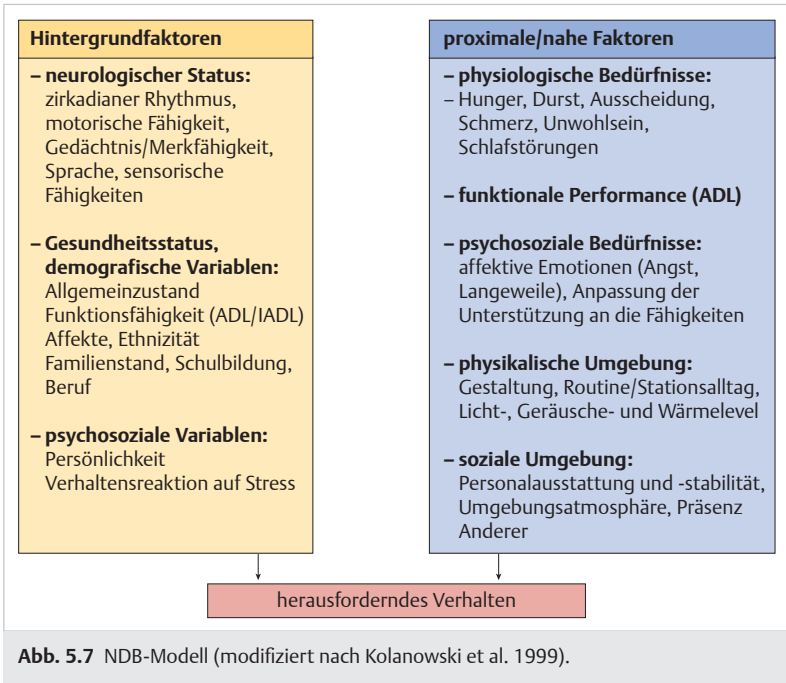 Hintergrundfaktoren
– neurologischer Status:
zirkadianer Rhythmus,
motorische Fähigkeit,
Gedächtnis/Merkfähigkeit,
Sprache, sensorische
Fähigkeiten
– Gesundheitsstatus,
demografische Variablen:
Allgemeinzustand
Funktionsfähigkeit (ADL/IADL)
Affekte, Ethnizität
Familienstand, Schulbildung,
Beruf
– psychosoziale Variablen:
Persönlichkeit
Verhaltensreaktion auf Stress
proximale/nahe Faktoren
– physiologische Bedürfnisse:
– Hunger, Durst, Ausscheidung,
Schmerz, Unwohlsein,
Schlafstörungen
– funktionale Performance (ADL)
– psychosoziale Bedürfnisse:
affektive Emotionen (Angst,
Langeweile), Anpassung der
Unterstützung an die Fähigkeiten
– physikalische Umgebung:
Gestaltung, Routine/Stationsalltag,
Licht-, Geräusche- und Wärmelevel
– soziale Umgebung:
Personalausstattung und -stabilität,
Umgebungsatmosphäre, Präsenz
Anderer
herausforderndes Verhalten
Abb. 5.7 NDB-Modell (modifiziert nach Kolanowski et al. 1999).